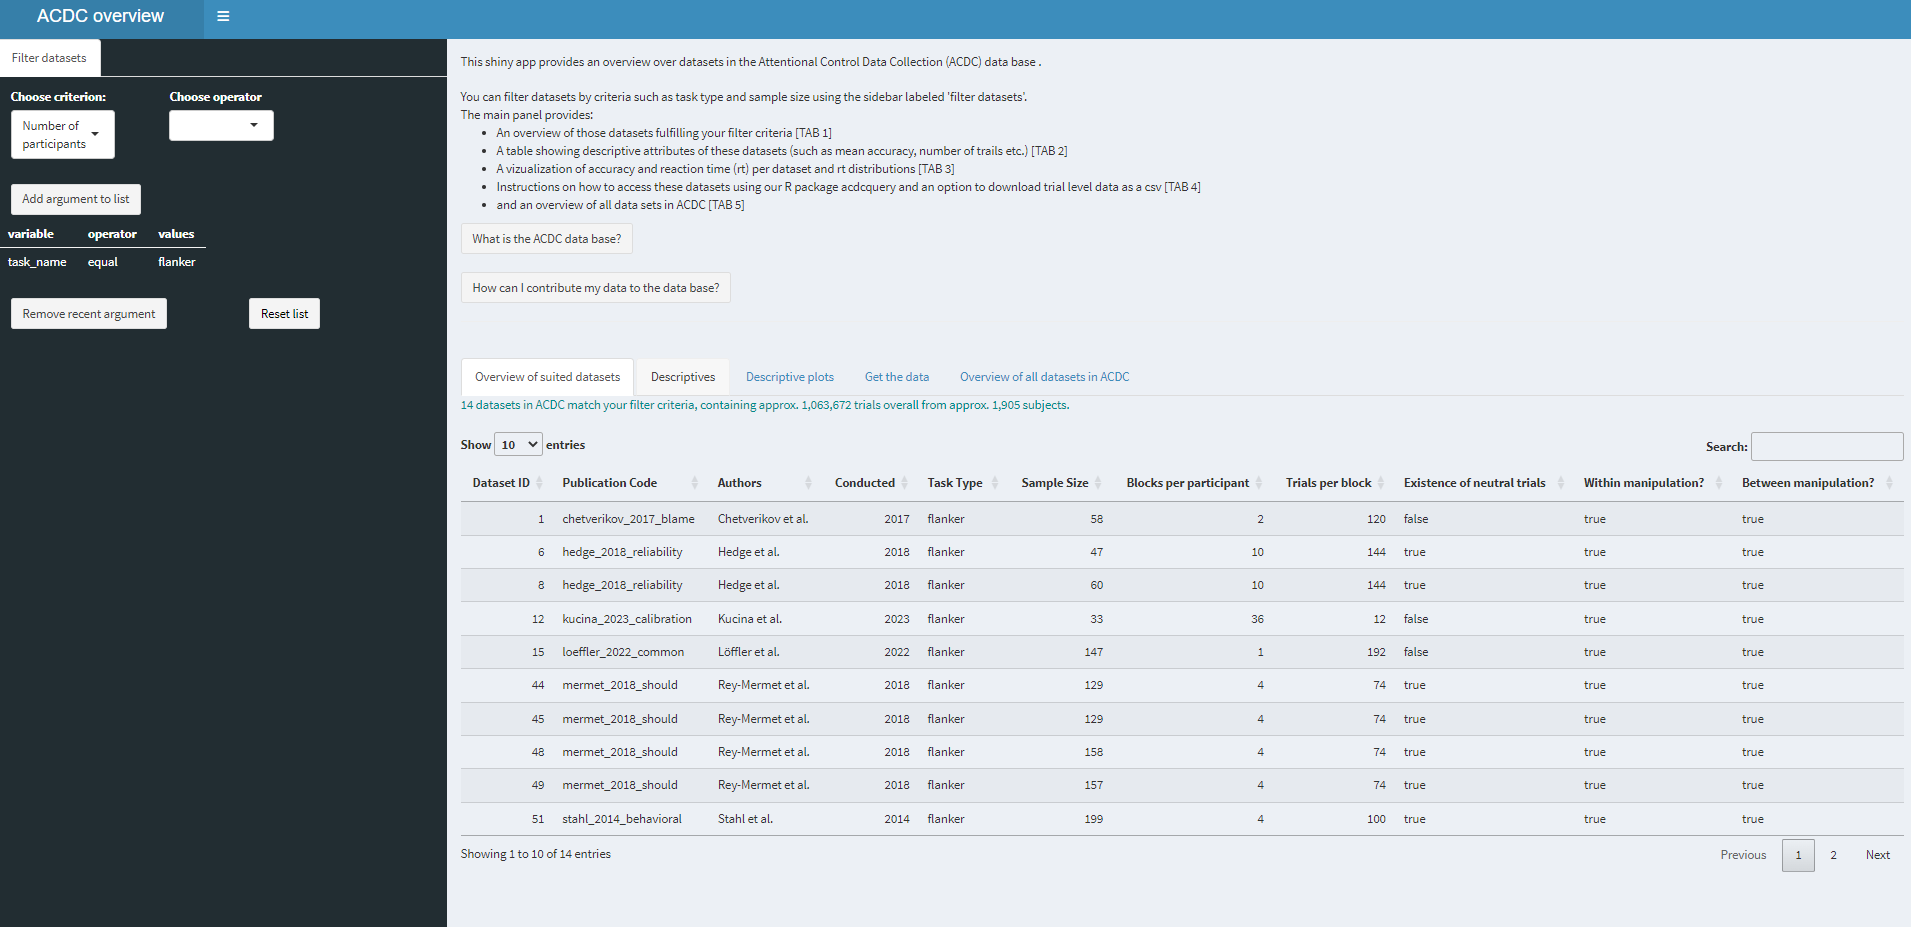 ACDC overview
Filter datasets
Choose criterion:
Choose operator
Number of
participants
Add argument to list
variable operator values
task_name equal flanker
Remove recent argument
Reset list
This shiny app provides an overview over datasets in the Attentional Control Data Collection (ACDC) data base .
You can filter datasets by criteria such as task type and sample size using the sidebar labeled 'filter datasets'.
The main panel provides:
• An overview of those datasets fulfilling your filter criteria [TAB 1]
• A table showing descriptive attributes of these datasets (such as mean accuracy, number of trails etc.) [TAB 2]
• A vizualization of accuracy and reaction time (rt) per dataset and rt distributions [TAB 3]
• Instructions on how to access these datasets using our R package acdcquery and an option to download trial level data as a csv [TAB 4]
• and an overview of all data sets in ACDC [TAB 5]
What is the ACDC data base?
How can I contribute my data to the data base?
Overview of suited datasets Descriptives Descriptive plots Get the data Overview of all datasets in ACDC
14 datasets in ACDC match your filter criteria, containing approx. 1,063,672 trials overall from approx. 1,905 subjects.
Show 10 entries
Search:
Dataset ID Publication Code Authors Conducted Task Type Sample Size Blocks per participant Trials per block Existence of neutral trials Within manipulation? Between manipulation?
1 chetverikov_2017_blame Chetverikov et al. 2017 flanker 58 2 120 false true true
6 hedge_2018_reliability Hedge et al. 2018 flanker 47 10 144 true true true
8 hedge_2018_reliability Hedge et al. 2018 flanker 60 10 144 true true true
12 kucina_2023_calibration Kucina et al. 2023 flanker 33 36 12 false true true
15 loeffler_2022_common Löffler et al. 2022 flanker 147 1 192 false true true
44 mermet_2018_should Rey-Mermet et al. 2018 flanker 129 4 74 true true true
45 mermet_2018_should Rey-Mermet et al. 2018 flanker 129 4 74 true true true
48 mermet_2018_should Rey-Mermet et al. 2018 flanker 158 4 74 true true true
49 mermet_2018_should Rey-Mermet et al. 2018 flanker 157 4 74 true true true
51 stahl_2014_behavioral Stahl et al. 2014 flanker 199 4 100 true true true
Showing 1 to 10 of 14 entries
Previous 1 2 Next